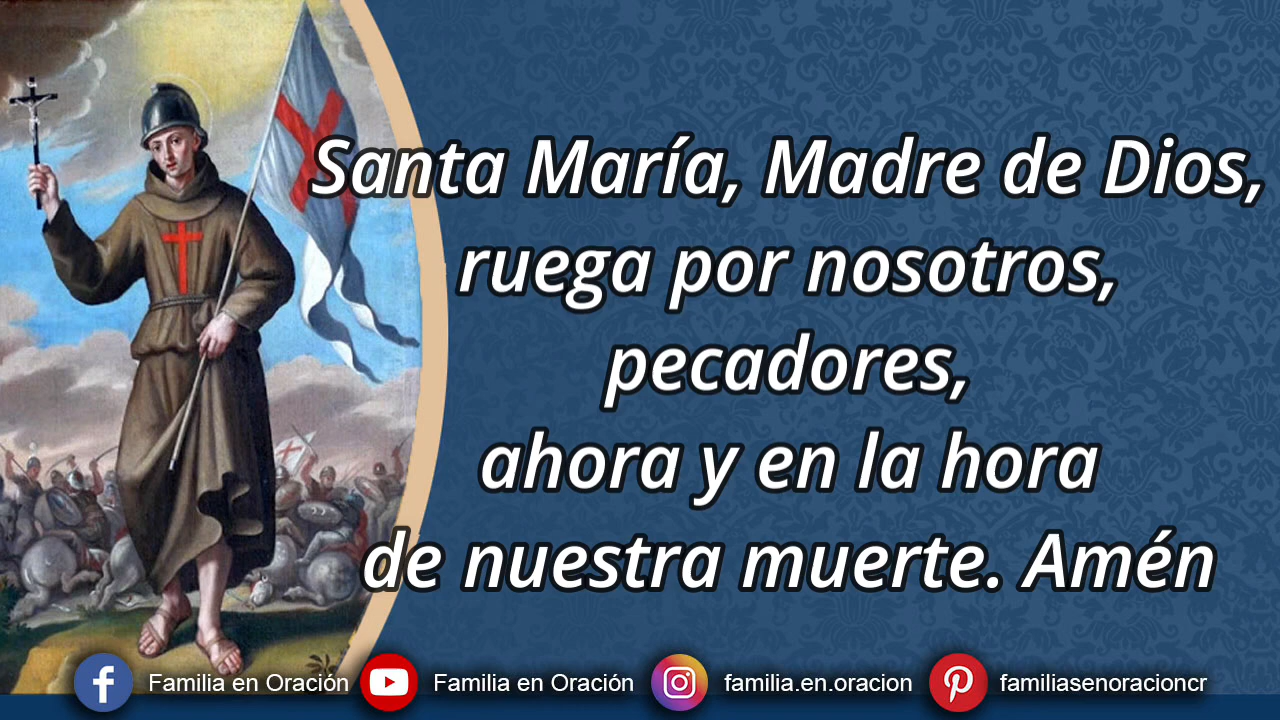 Santa María, Madre de Dios,
ruega por nosotros,
pecadores,
ahora y en la hora
de nuestra muerte. Amén
Familia en Oración
Familia en Oración
familia.en.oracion
familiasenoracioncr